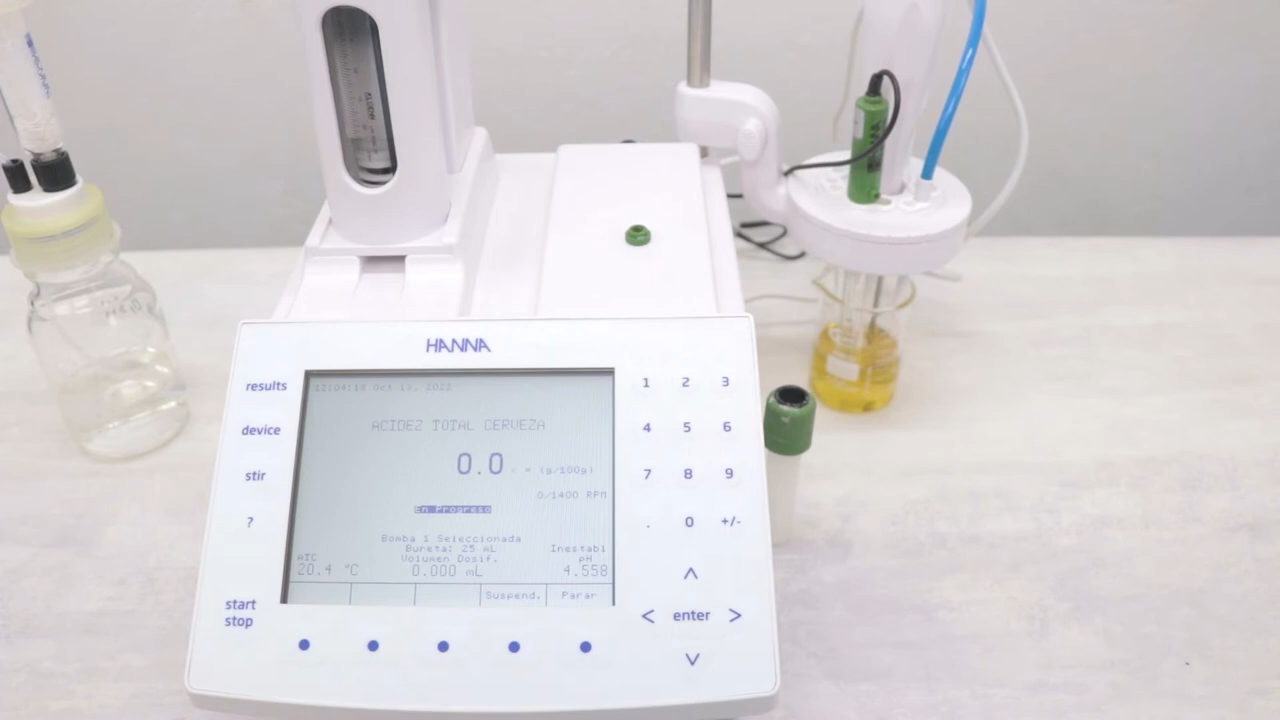 HANNA
results
device
stir
?
start
stop
ACIDEZ TOTAL CERVEZA
0.0
(g/100g)
0/1400 RPM
En Progreso
Bomba 1 Seleccionada
Bureta: 25 mL
Volumen Dosif.
0.000 mL
ATC
20.4 °C
Inestabl
pH
4.558
Suspend.
Parar
1 2 3
4 5 6
7 8 9
. 0 +/-
enter